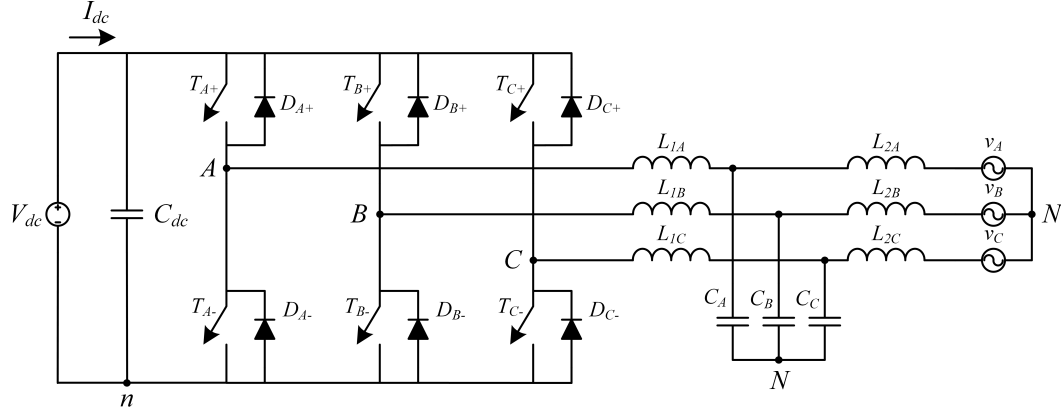 I_dc
T_A+
D_A+
T_B+
D_B+
T_C+
D_C+
A
L_1A
L_2A
v_A
V_dc
+
-
C_dc
B
L_1B
L_2B
v_B
N
C
L_1C
L_2C
v_C
T_A-
D_A-
T_B-
D_B-
T_C-
D_C-
C_A
C_B
C_C
n
N